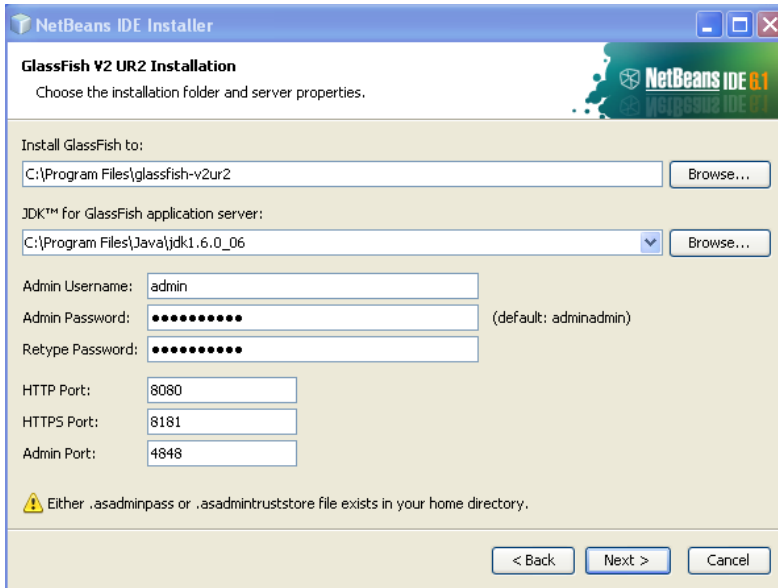 NetBeans IDE Installer
GlassFish V2 UR2 Installation
Choose the installation folder and server properties.
NetBeans IDE 6.1
Install GlassFish to:
C:\Program Files\glassfish-v2ur2
Browse...
JDK™ for GlassFish application server:
C:\Program Files\Java\jdk1.6.0_06
Browse...
Admin Username: admin
Admin Password: ●●●●●●●●●● (default: adminadmin)
Retype Password: ●●●●●●●●●●
HTTP Port: 8080
HTTPS Port: 8181
Admin Port: 4848
Either .asadminpass or .asadmintruststore file exists in your home directory.
< Back Next > Cancel